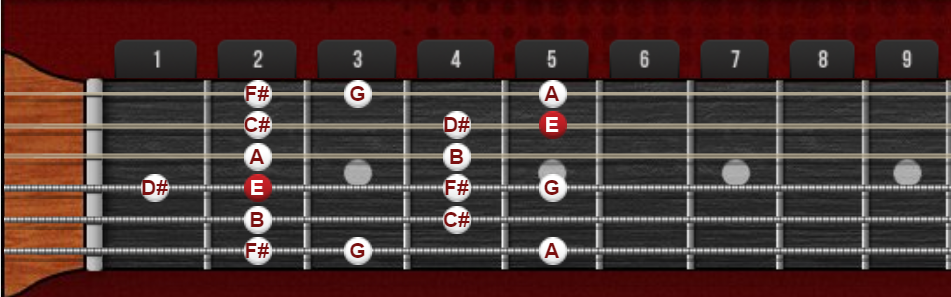 1 2 3 4 5 6 7 8 9
F# G A
C# D# E
A B
D# E F# G
B C#
F# G A